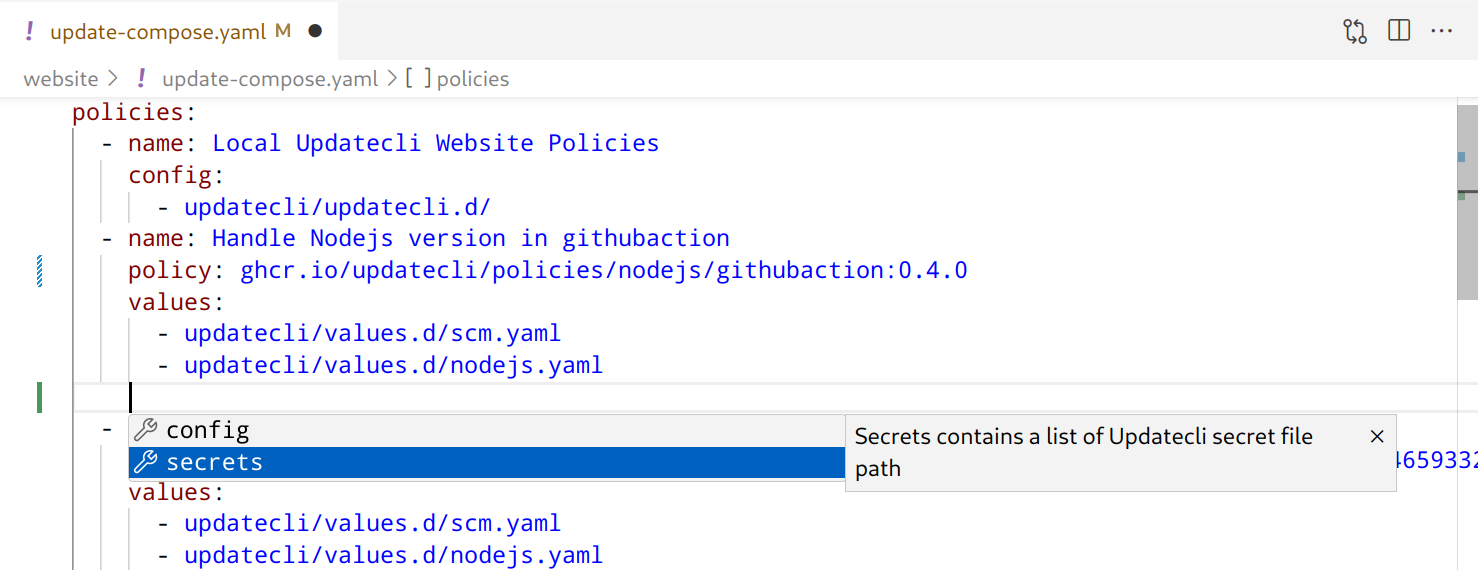 ! update-compose.yaml M ●
website > ! update-compose.yaml > [ ] policies
policies:
- name: Local Updatecli Website Policies
config:
- updatecli/updatecli.d/
- name: Handle Nodejs version in githubaction
policy: ghcr.io/updatecli/policies/nodejs/githubaction:0.4.0
values:
- updatecli/values.d/scm.yaml
- updatecli/values.d/nodejs.yaml
-
config
secrets
Secrets contains a list of Updatecli secret file
path
4659332
values:
- updatecli/values.d/scm.yaml
- updatecli/values.d/nodejs.yaml